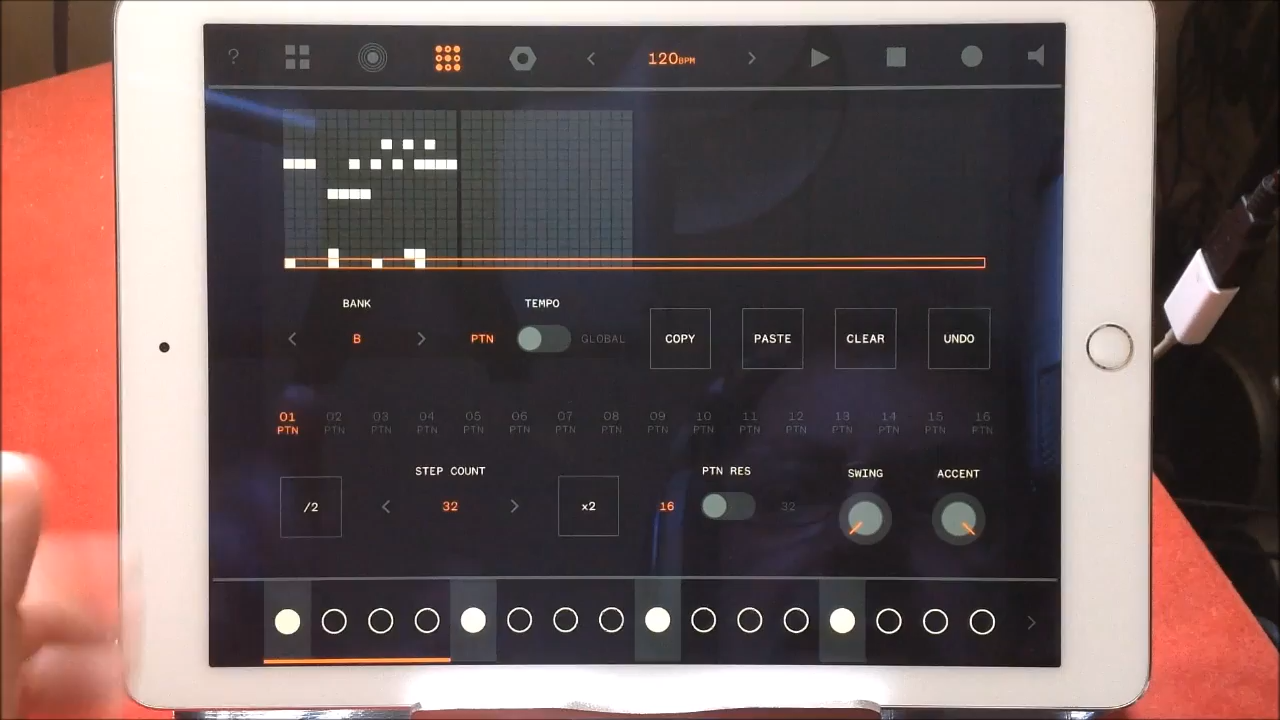 ?
120BPM
BANK
TEMPO
B
PTN
GLOBAL
COPY
PASTE
CLEAR
UNDO
01 02 03 04 05 06 07 08 09 10 11 12 13 14 15 16
PTN PTN PTN PTN PTN PTN PTN PTN PTN PTN PTN PTN PTN PTN PTN PTN
STEP COUNT
PTN RES
SWING
ACCENT
/2
32
x2
16
32